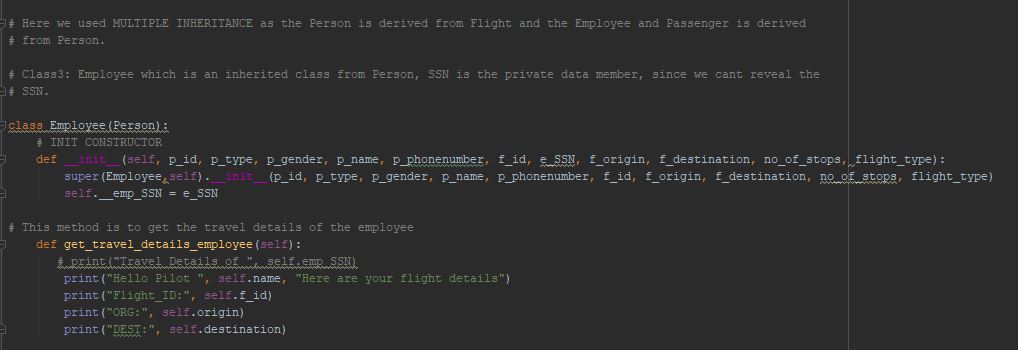 # Here we used MULTIPLE INHERITANCE as the Person is derived from Flight and the Employee and Passenger is derived
# from Person.
# Class3: Employee which is an inherited class from Person, SSN is the private data member, since we cant reveal the
# SSN.
class Employee(Person):
# INIT CONSTRUCTOR
def __init__(self, p_id, p_type, p_gender, p_name, p_phonenumber, f_id, e_SSN, f_origin, f_destination, no_of_stops, flight_type):
super(Employee,self).__init__(p_id, p_type, p_gender, p_name, p_phonenumber, f_id, f_origin, f_destination, no_of_stops, flight_type)
self.__emp_SSN = e_SSN
# This method is to get the travel details of the employee
def get_travel_details_employee(self):
# print("Travel Details of ", self.emp_SSN)
print("Hello Pilot ", self.name, "Here are your flight details")
print("Flight_ID:", self.f_id)
print("ORG:", self.origin)
print("DEST:", self.destination)